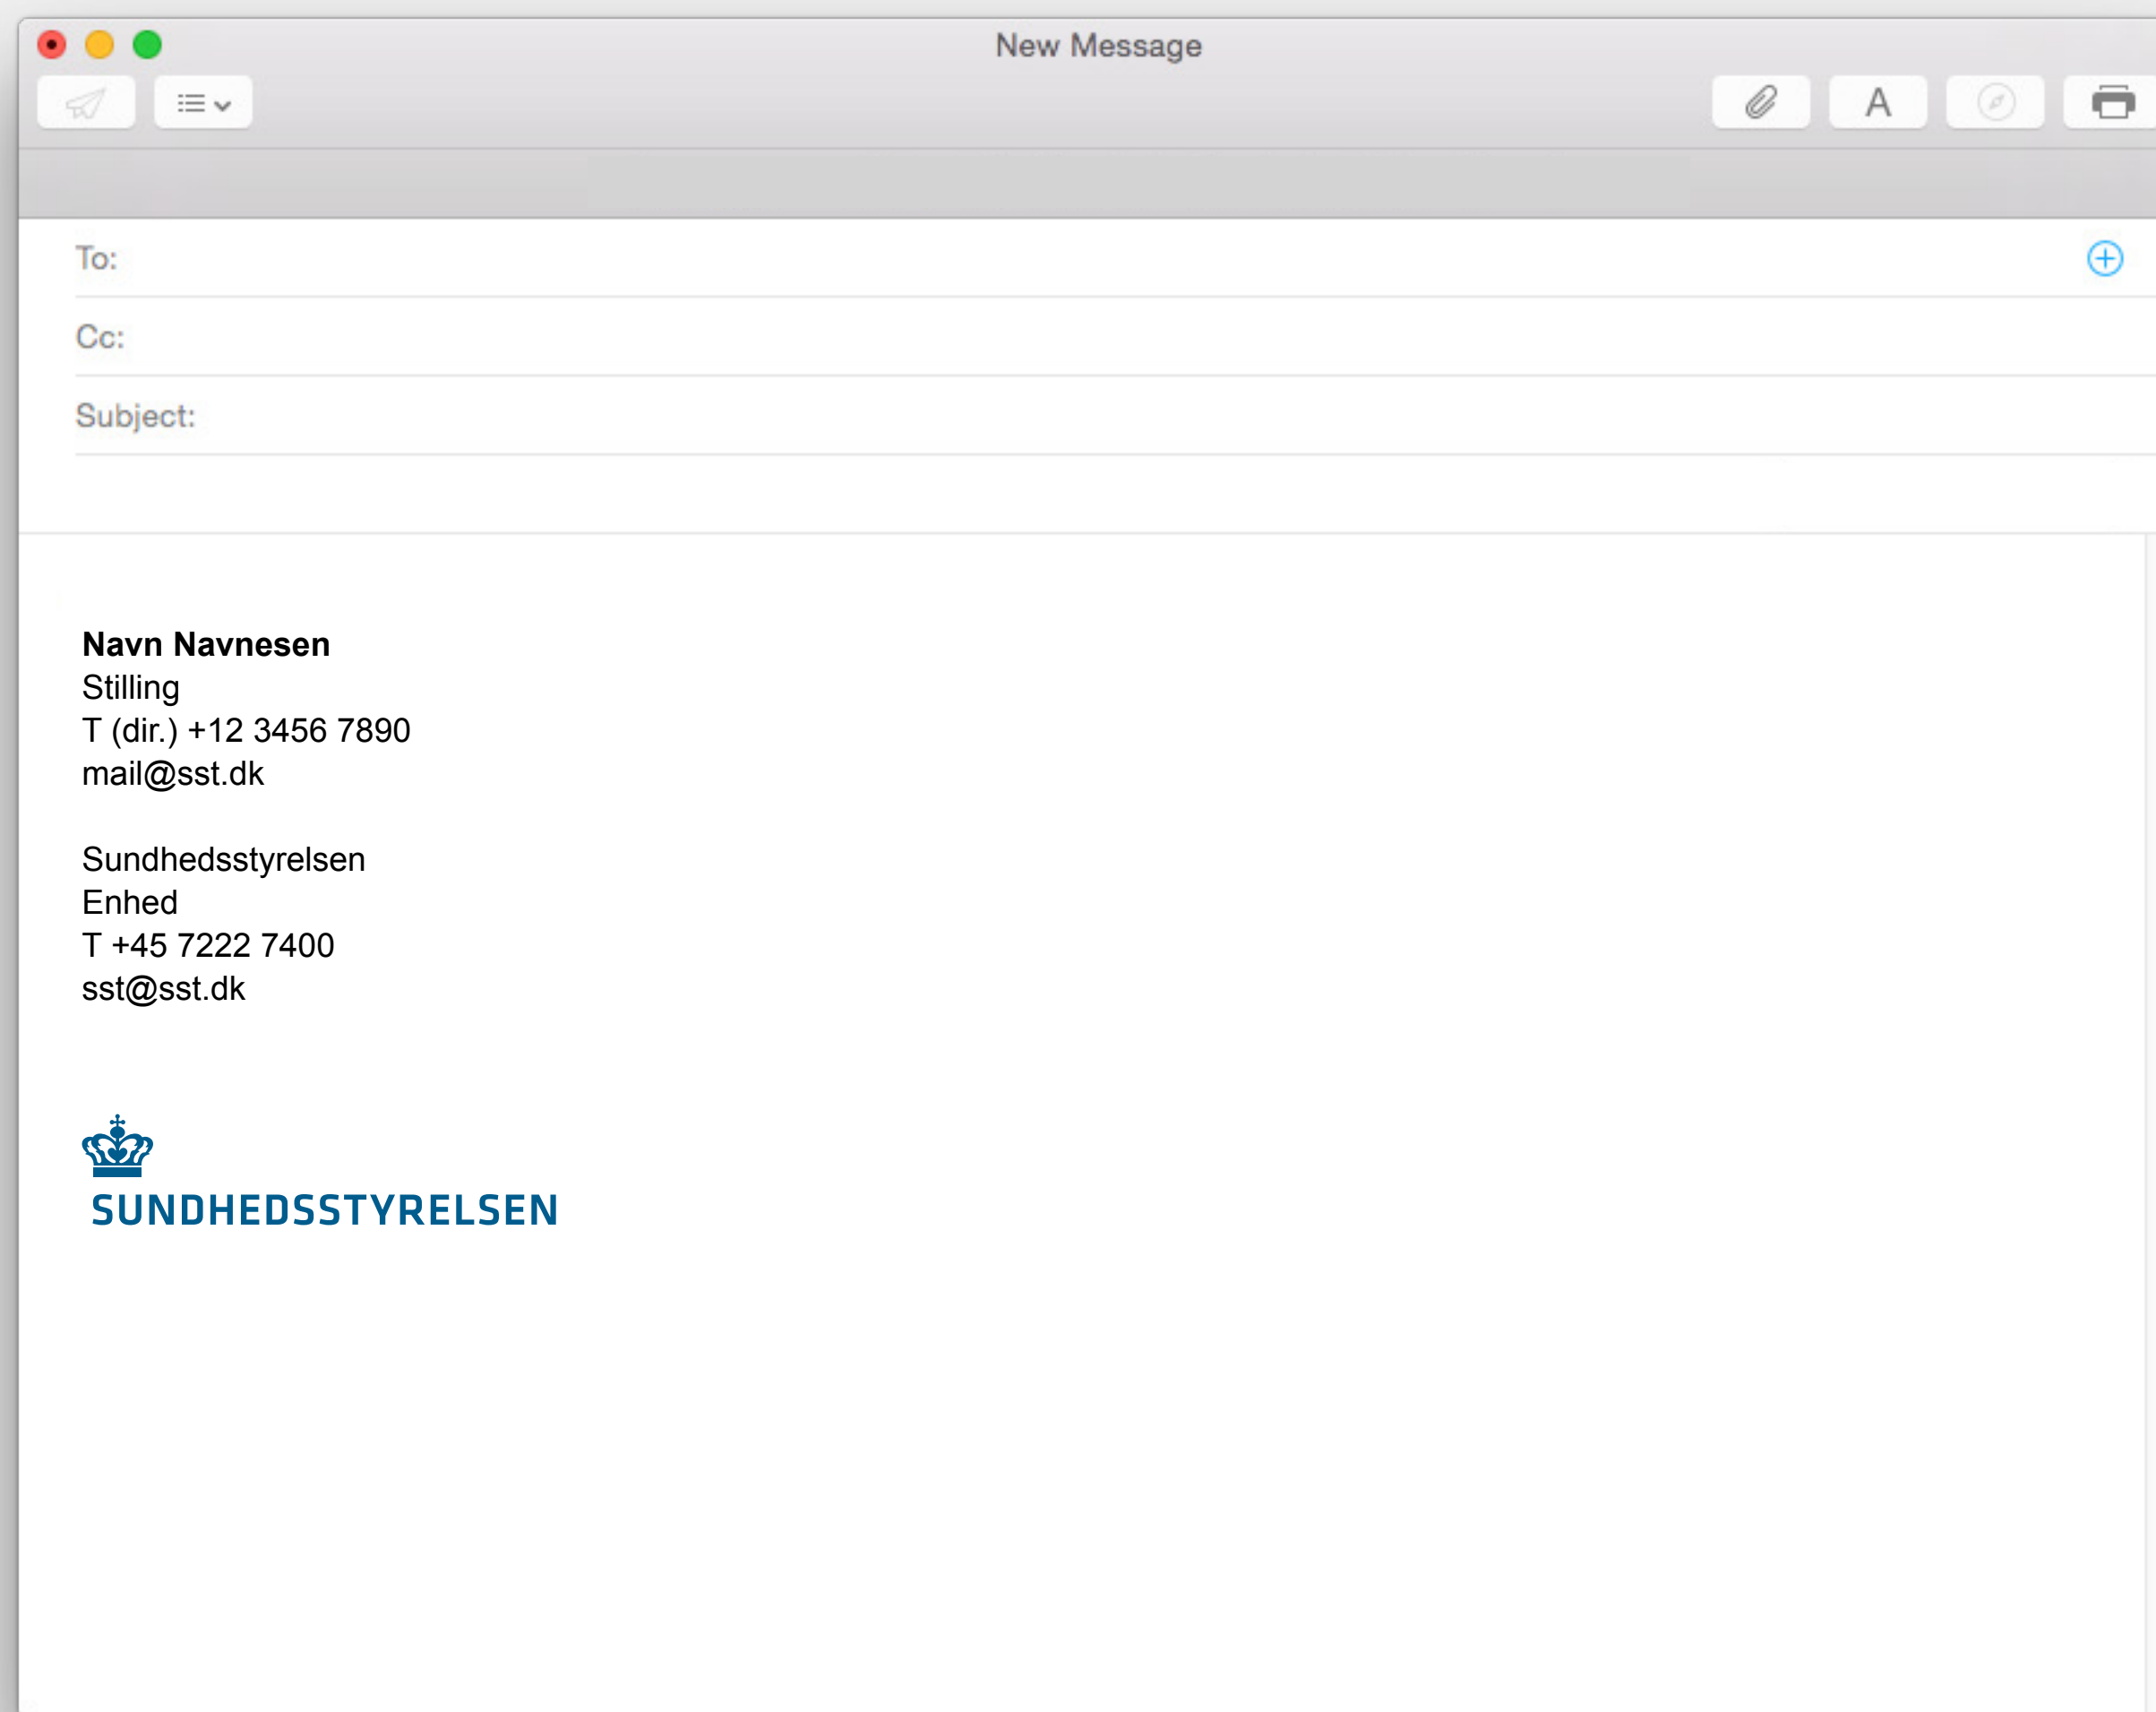 New Message
A
To:
Cc:
Subject:
Navn Navnesen
Stilling
T (dir.) +12 3456 7890
mail@sst.dk
Sundhedsstyrelsen
Enhed
T +45 7222 7400
sst@sst.dk
SUNDHEDSSTYRELSEN